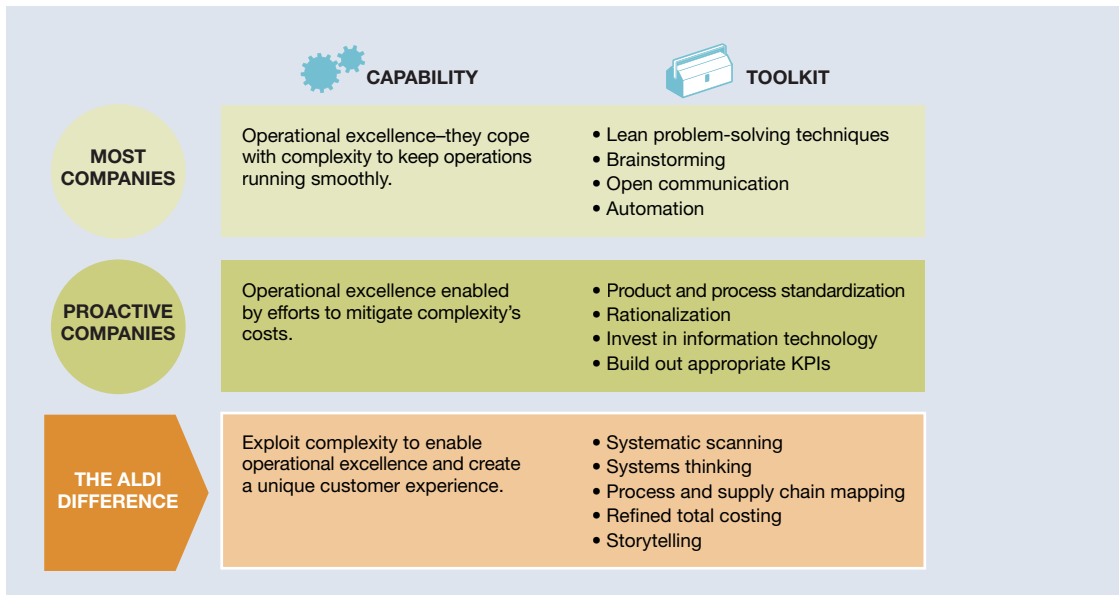 CAPABILITY
TOOLKIT
MOST
COMPANIES
Operational excellence–they cope
with complexity to keep operations
running smoothly.
• Lean problem-solving techniques
• Brainstorming
• Open communication
• Automation
PROACTIVE
COMPANIES
Operational excellence enabled
by efforts to mitigate complexity’s
costs.
• Product and process standardization
• Rationalization
• Invest in information technology
• Build out appropriate KPIs
THE ALDI
DIFFERENCE
Exploit complexity to enable
operational excellence and create
a unique customer experience.
• Systematic scanning
• Systems thinking
• Process and supply chain mapping
• Refined total costing
• Storytelling